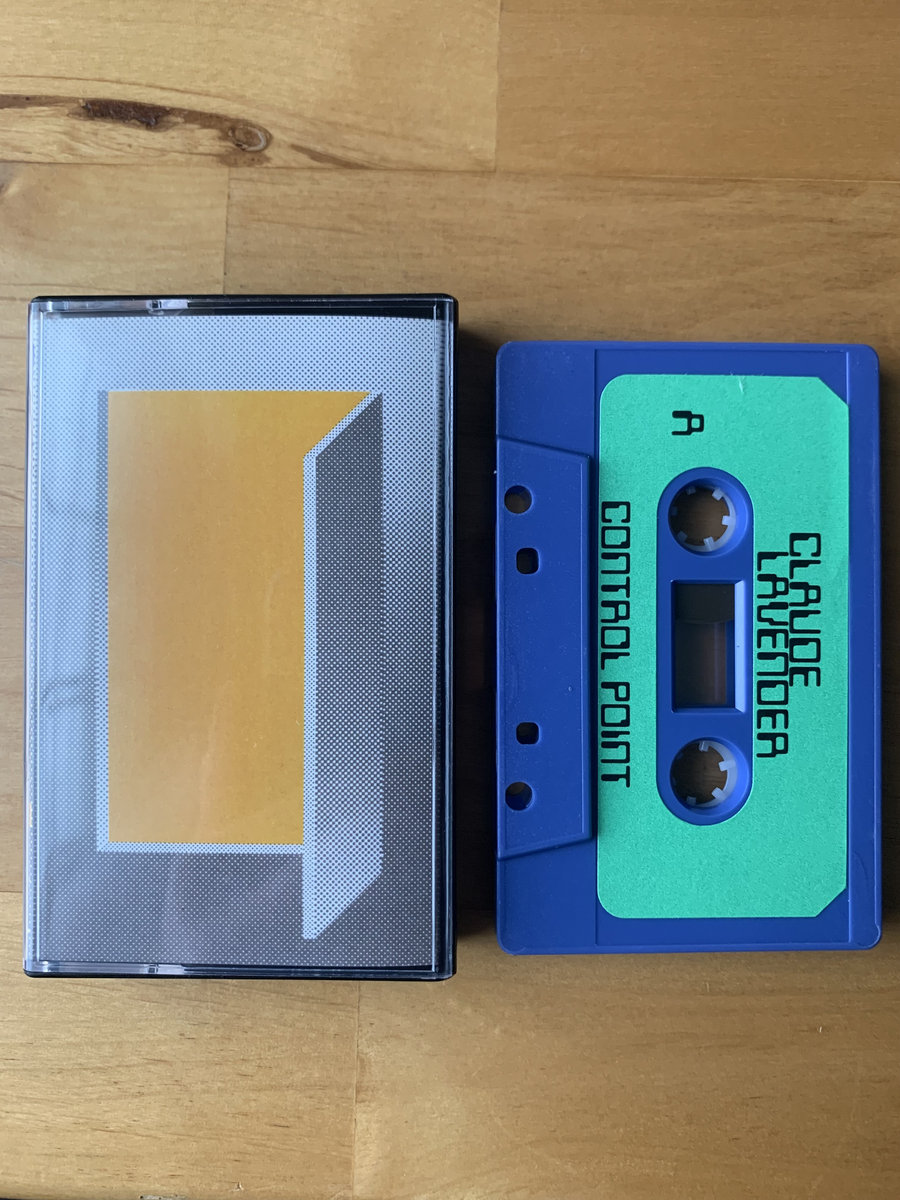 A
CLAUDE
LAVENDER
CONTROL POINT